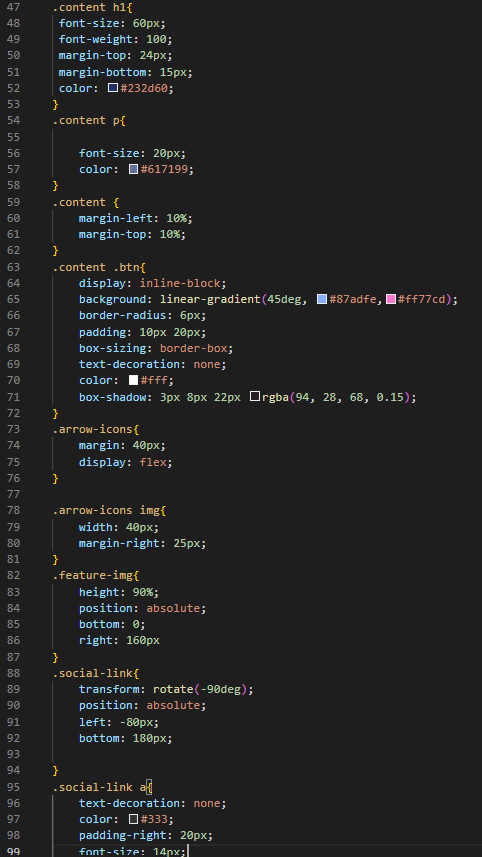 47 .content h1{
48 font-size: 60px;
49 font-weight: 100;
50 margin-top: 24px;
51 margin-bottom: 15px;
52 color: #232d60;
53 }
54 .content p{
55
56 font-size: 20px;
57 color: #617199;
58 }
59 .content {
60 margin-left: 10%;
61 margin-top: 10%;
62 }
63 .content .btn{
64 display: inline-block;
65 background: linear-gradient(45deg, #87adfe,#ff77cd);
66 border-radius: 6px;
67 padding: 10px 20px;
68 box-sizing: border-box;
69 text-decoration: none;
70 color: #fff;
71 box-shadow: 3px 8px 22px rgba(94, 28, 68, 0.15);
72 }
73 .arrow-icons{
74 margin: 40px;
75 display: flex;
76 }
77
78 .arrow-icons img{
79 width: 40px;
80 margin-right: 25px;
81 }
82 .feature-img{
83 height: 90%;
84 position: absolute;
85 bottom: 0;
86 right: 160px
87 }
88 .social-link{
89 transform: rotate(-90deg);
90 position: absolute;
91 left: -80px;
92 bottom: 180px;
93
94 }
95 .social-link a{
96 text-decoration: none;
97 color: #333;
98 padding-right: 20px;
99 font-size: 14px;